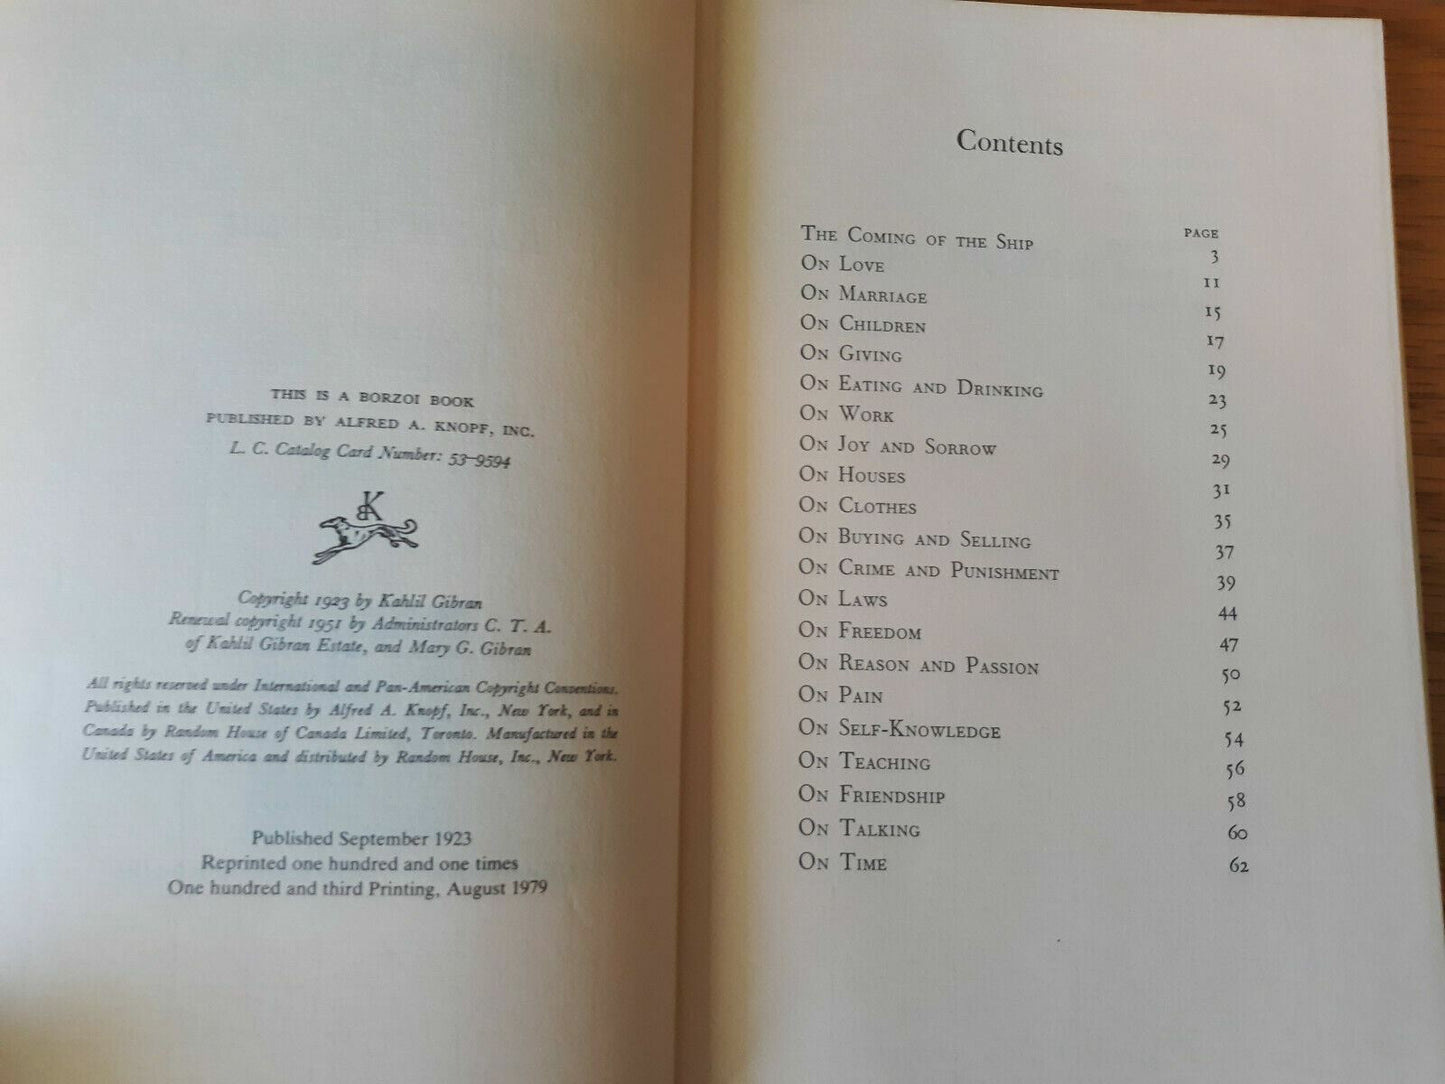 THIS IS A BORZOI BOOK
PUBLISHED BY ALFRED A. KNOPF, INC.
L. C. Catalog Card Number: 53-9594
Copyright 1923 by Kahlil Gibran
Renewal copyright 1951 by Administrators C. T. A.
of Kahlil Gibran Estate, and Mary G. Gibran
All rights reserved under International and Pan-American Copyright Conventions.
Published in the United States by Alfred A. Knopf, Inc., New York, and in
Canada by Random House of Canada Limited, Toronto. Manufactured in the
United States of America and distributed by Random House, Inc., New York.
Published September 1923
Reprinted one hundred and one times
One hundred and third Printing, August 1979
Contents
PAGE
The Coming of the Ship 3
On Love 11
On Marriage 15
On Children 17
On Giving 19
On Eating and Drinking 23
On Work 25
On Joy and Sorrow 29
On Houses 31
On Clothes 35
On Buying and Selling 37
On Crime and Punishment 39
On Laws 44
On Freedom 47
On Reason and Passion 50
On Pain 52
On Self-Knowledge 54
On Teaching 56
On Friendship 58
On Talking 60
On Time 62